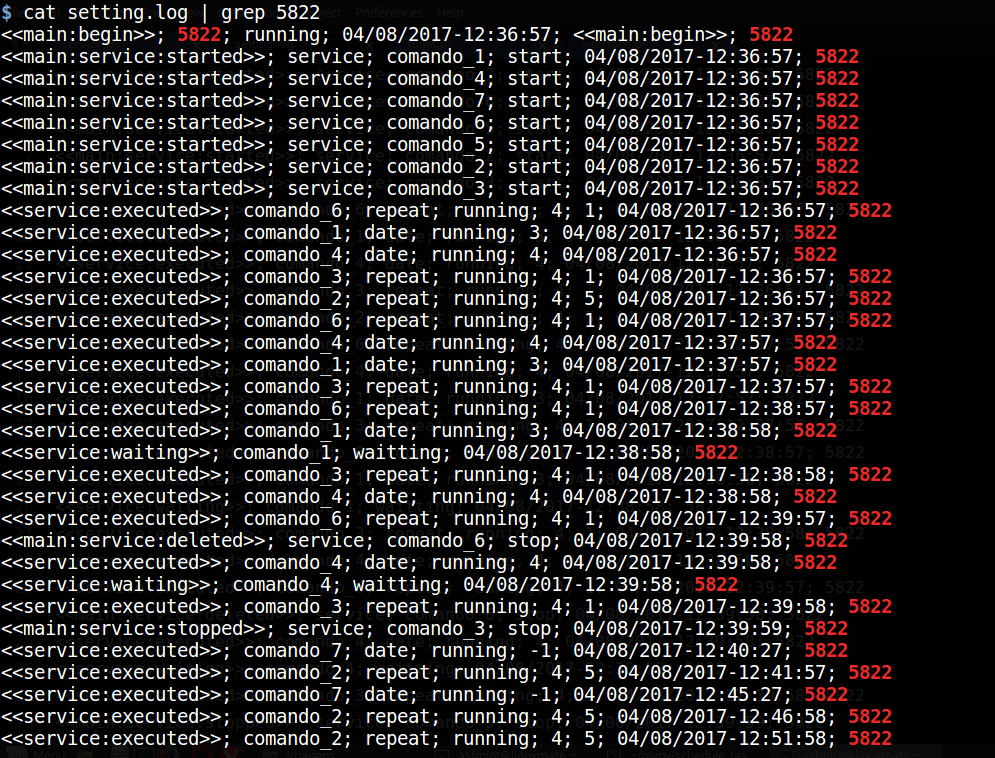 $ cat setting.log | grep 5822
<<main:begin>>; 5822; running; 04/08/2017-12:36:57; <<main:begin>>; 5822
<<main:service:started>>; service; comando_1; start; 04/08/2017-12:36:57; 5822
<<main:service:started>>; service; comando_4; start; 04/08/2017-12:36:57; 5822
<<main:service:started>>; service; comando_7; start; 04/08/2017-12:36:57; 5822
<<main:service:started>>; service; comando_6; start; 04/08/2017-12:36:57; 5822
<<main:service:started>>; service; comando_5; start; 04/08/2017-12:36:57; 5822
<<main:service:started>>; service; comando_2; start; 04/08/2017-12:36:57; 5822
<<main:service:started>>; service; comando_3; start; 04/08/2017-12:36:57; 5822
<<service:executed>>; comando_6; repeat; running; 4; 1; 04/08/2017-12:36:57; 5822
<<service:executed>>; comando_1; date; running; 3; 04/08/2017-12:36:57; 5822
<<service:executed>>; comando_4; date; running; 4; 04/08/2017-12:36:57; 5822
<<service:executed>>; comando_3; repeat; running; 4; 1; 04/08/2017-12:36:57; 5822
<<service:executed>>; comando_2; repeat; running; 4; 5; 04/08/2017-12:36:57; 5822
<<service:executed>>; comando_6; repeat; running; 4; 1; 04/08/2017-12:37:57; 5822
<<service:executed>>; comando_4; date; running; 4; 04/08/2017-12:37:57; 5822
<<service:executed>>; comando_1; date; running; 3; 04/08/2017-12:37:57; 5822
<<service:executed>>; comando_3; repeat; running; 4; 1; 04/08/2017-12:37:57; 5822
<<service:executed>>; comando_6; repeat; running; 4; 1; 04/08/2017-12:38:57; 5822
<<service:executed>>; comando_1; date; running; 3; 04/08/2017-12:38:58; 5822
<<service:waiting>>; comando_1; waitting; 04/08/2017-12:38:58; 5822
<<service:executed>>; comando_3; repeat; running; 4; 1; 04/08/2017-12:38:58; 5822
<<service:executed>>; comando_4; date; running; 4; 04/08/2017-12:38:58; 5822
<<service:executed>>; comando_6; repeat; running; 4; 1; 04/08/2017-12:39:57; 5822
<<main:service:deleted>>; service; comando_6; stop; 04/08/2017-12:39:58; 5822
<<service:executed>>; comando_4; date; running; 4; 04/08/2017-12:39:58; 5822
<<service:waiting>>; comando_4; waitting; 04/08/2017-12:39:58; 5822
<<service:executed>>; comando_3; repeat; running; 4; 1; 04/08/2017-12:39:58; 5822
<<main:service:stopped>>; service; comando_3; stop; 04/08/2017-12:39:59; 5822
<<service:executed>>; comando_7; date; running; -1; 04/08/2017-12:40:27; 5822
<<service:executed>>; comando_2; repeat; running; 4; 5; 04/08/2017-12:41:57; 5822
<<service:executed>>; comando_7; date; running; -1; 04/08/2017-12:45:27; 5822
<<service:executed>>; comando_2; repeat; running; 4; 5; 04/08/2017-12:46:58; 5822
<<service:executed>>; comando_2; repeat; running; 4; 5; 04/08/2017-12:51:58; 5822